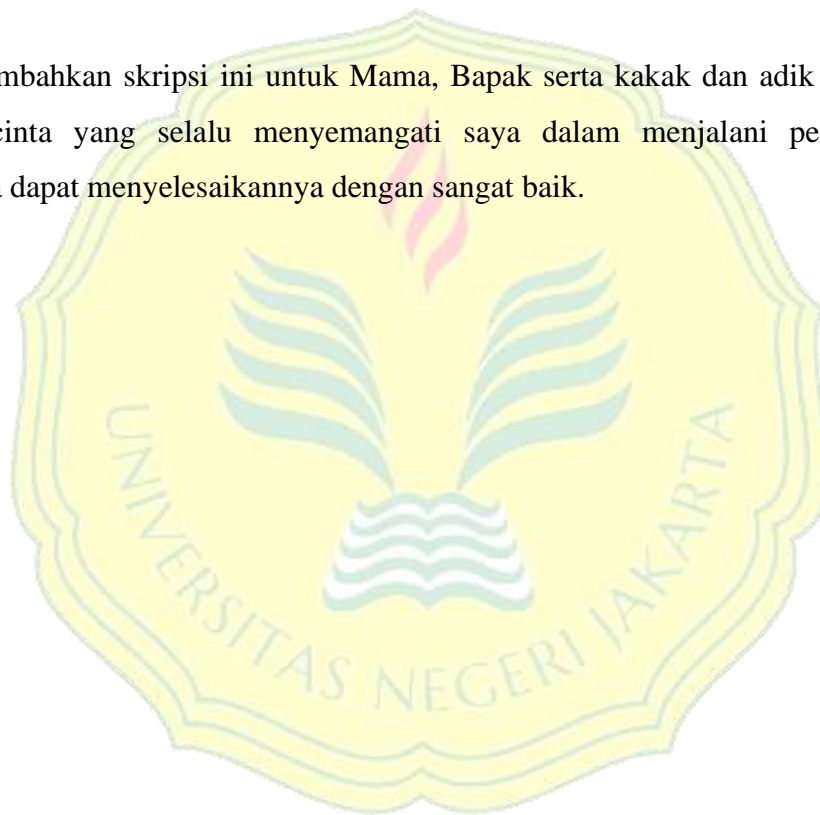 mbahkan skripsi ini untuk Mama, Bapak serta kakak dan adik
cinta yang selalu menyemangati saya dalam menjalani pe
a dapat menyelesaikannya dengan sangat baik.
UNIVERSITAS NEGERI JAKARTA